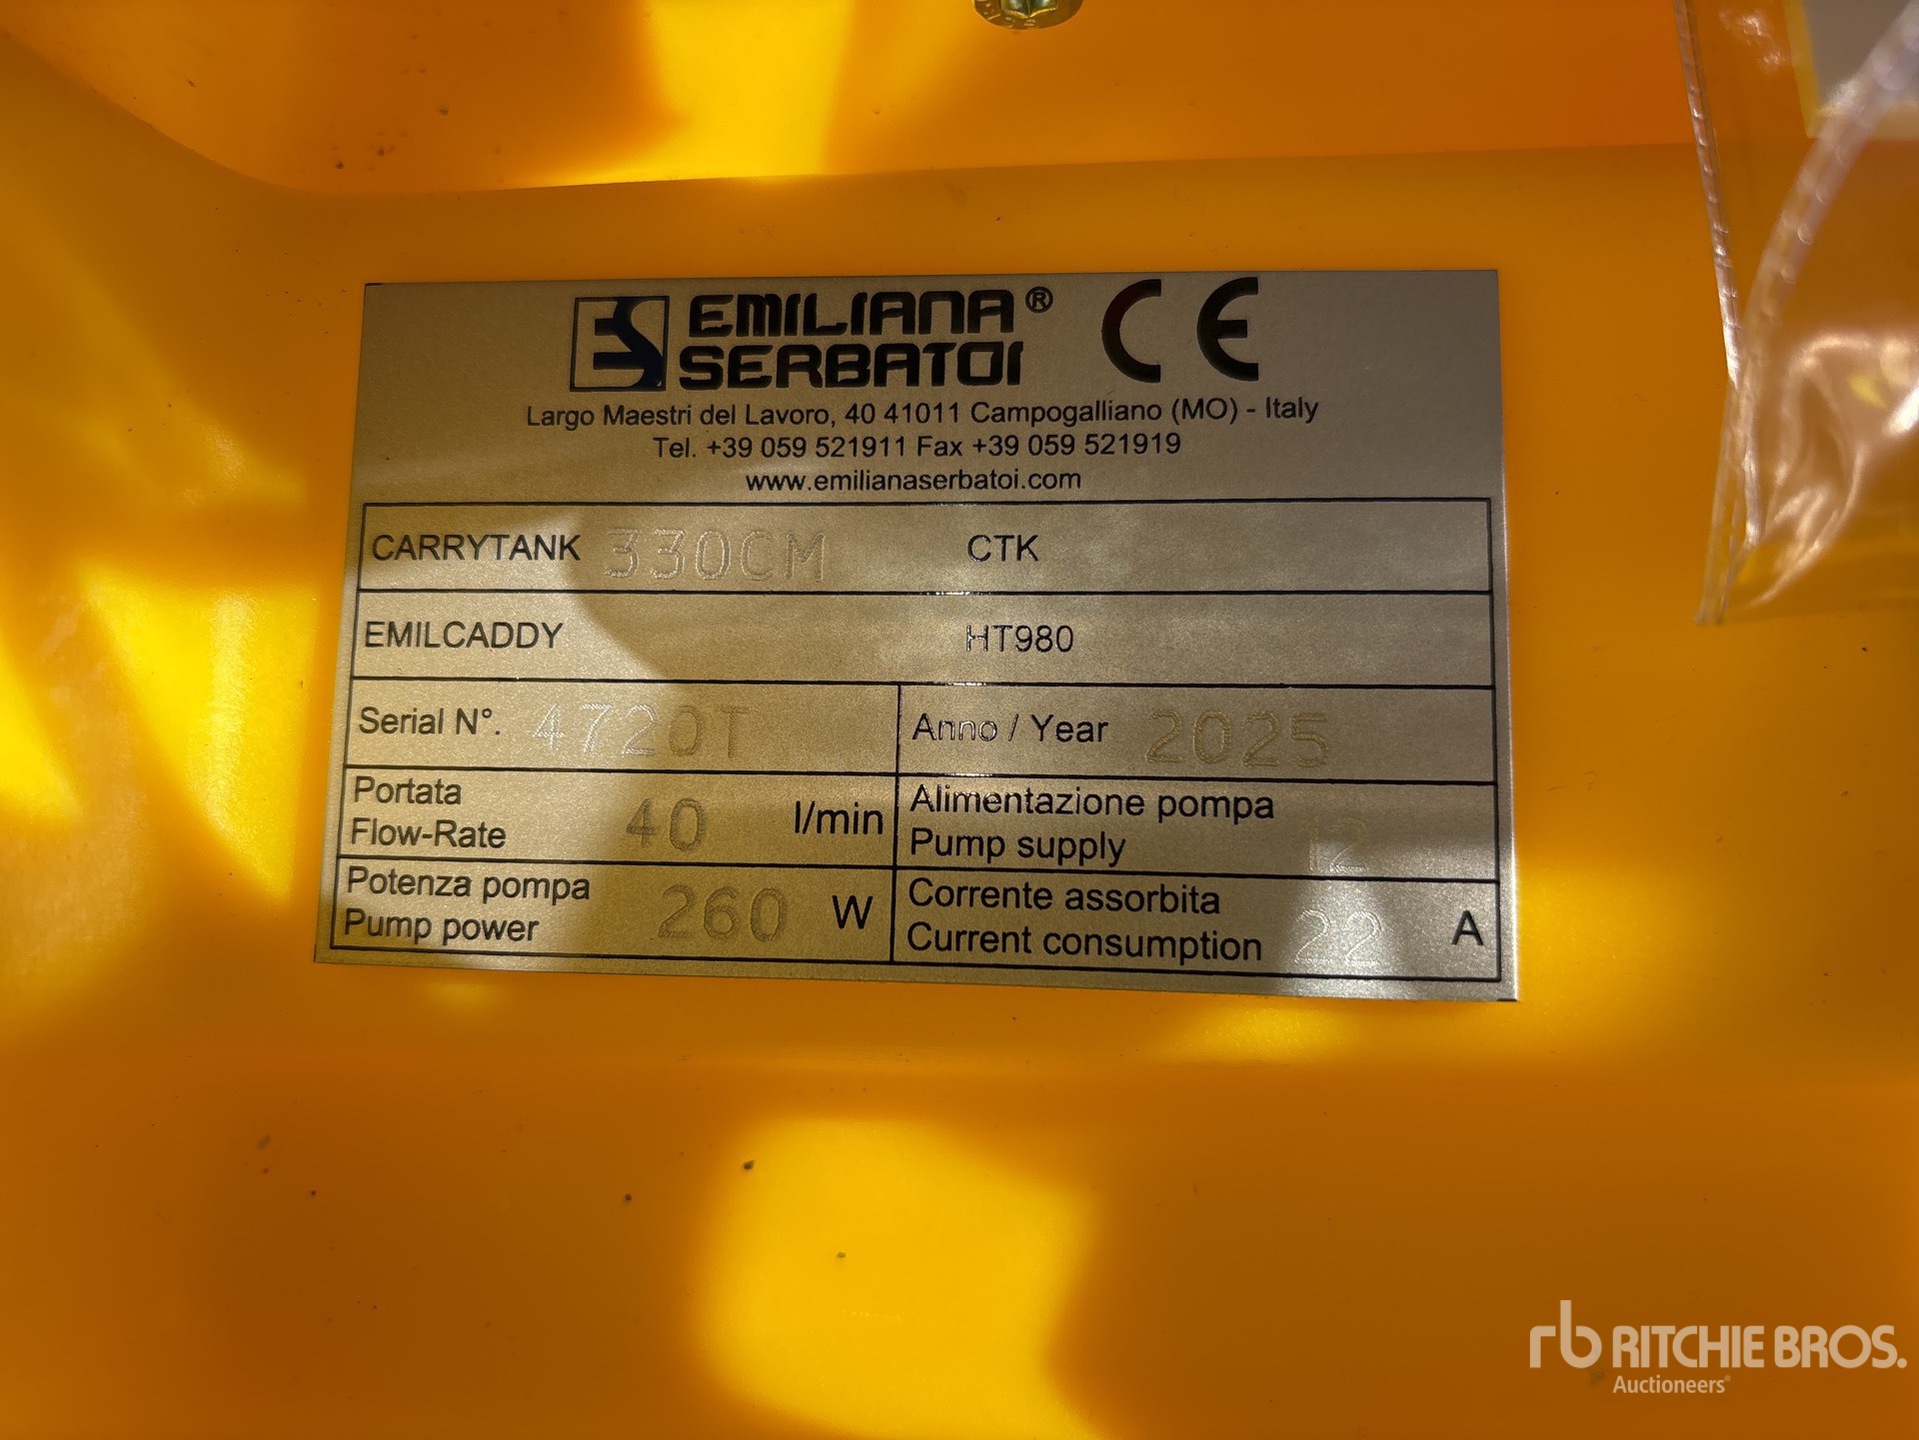 ES EMILIANA® CE
SERBATOI
Largo Maestri del Lavoro, 40 41011 Campogalliano (MO) - Italy
Tel. +39 059 521911 Fax +39 059 521919
www.emilianaserbatoi.com
CARRYTANK 330CM CTK
EMILCADDY HT980
Serial N°. 4720T Anno / Year 2025
Portata
Flow-Rate 40 l/min
Alimentazione pompa
Pump supply 12
Potenza pompa
Pump power 260 W
Corrente assorbita
Current consumption 22 A
rb RITCHIE BROS.
Auctioneers®